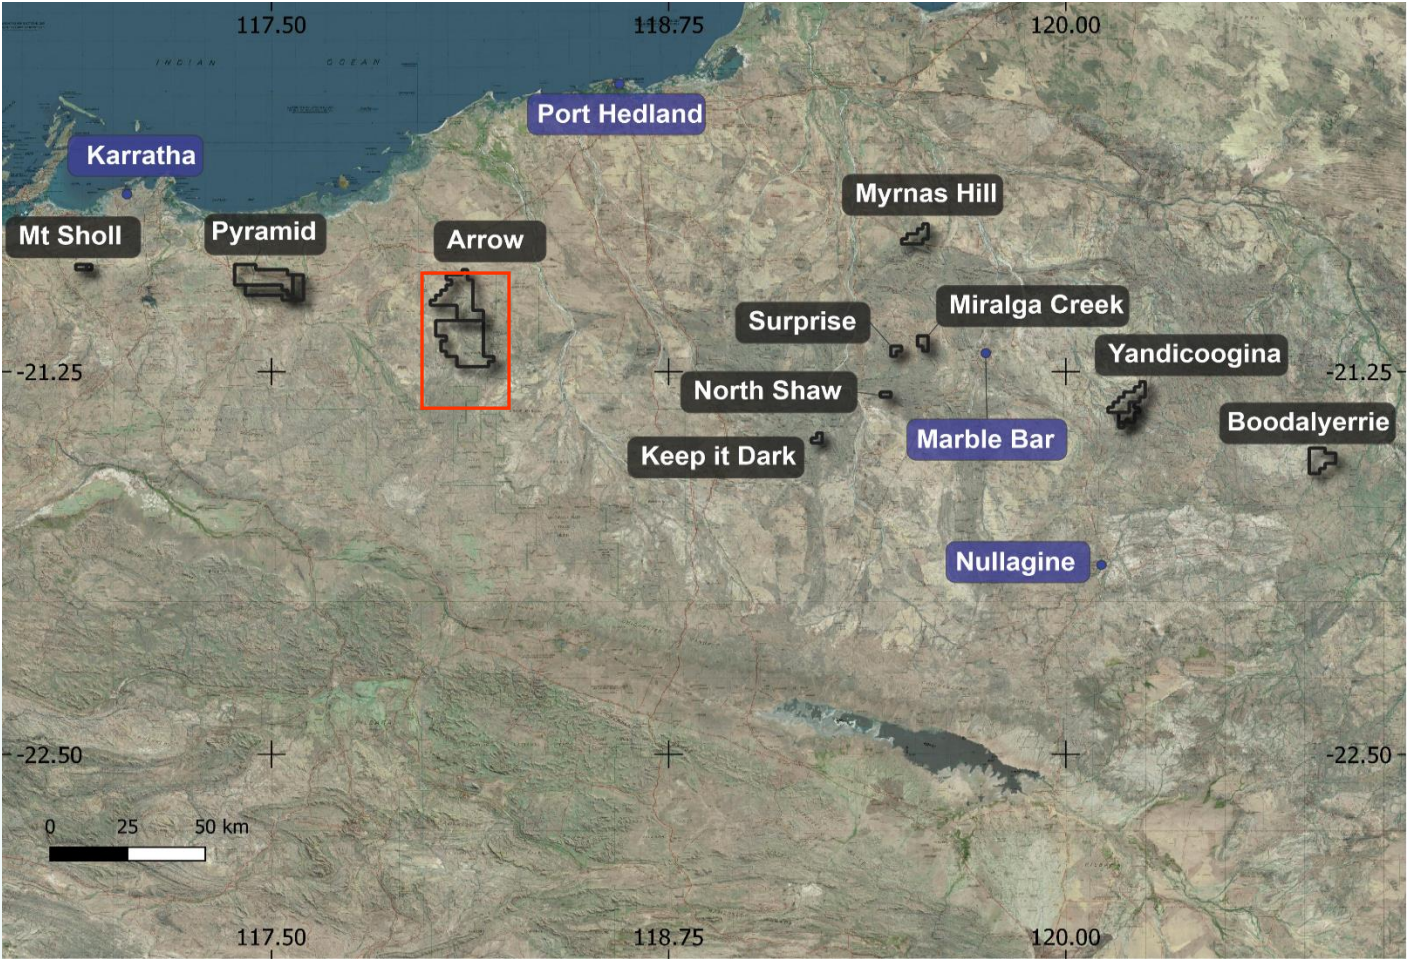 117.50 118.75 120.00
INDIAN OCEAN
Port Hedland
Karratha
Myrnas Hill
Mt Sholl
Pyramid
Arrow
Miralga Creek
Surprise
Yandicoogina
-21.25 -21.25
North Shaw
Boodalyerrie
Marble Bar
Keep it Dark
Nullagine
-22.50 -22.50
0 25 50 km
117.50 118.75 120.00